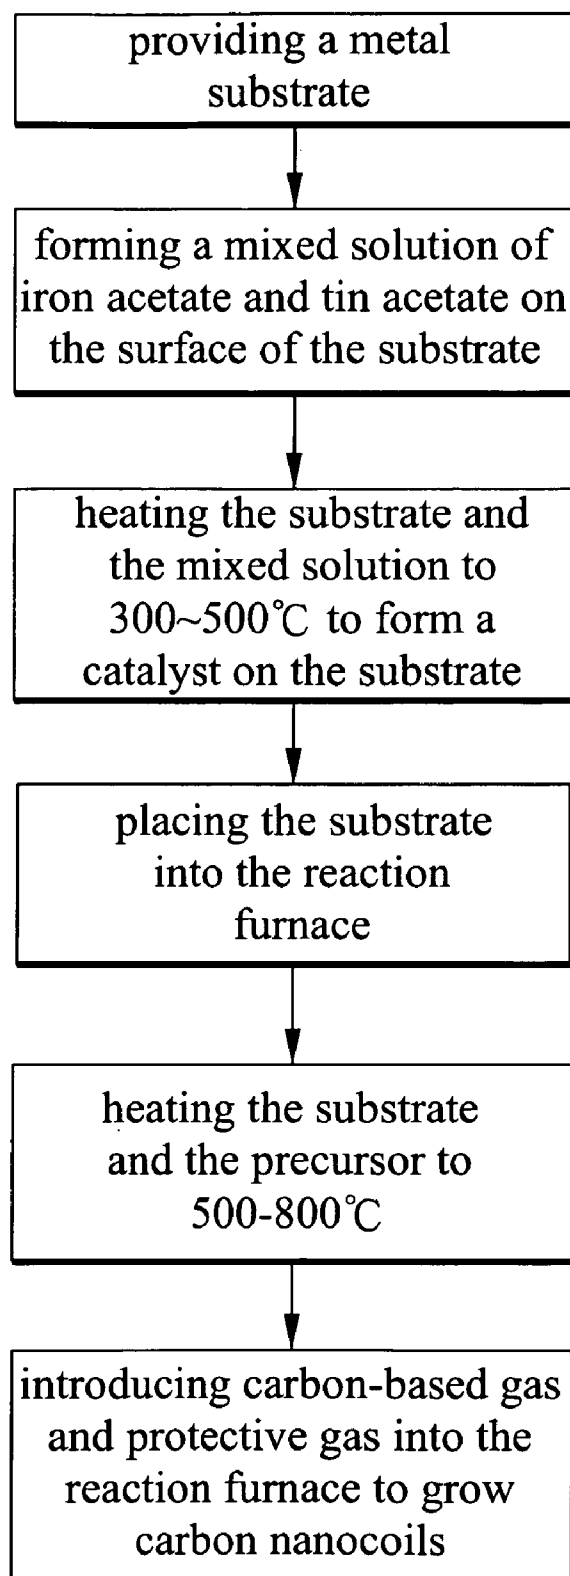 providing a metal
substrate
forming a mixed solution of
iron acetate and tin acetate on
the surface of the substrate
heating the substrate and
the mixed solution to
300~500℃ to form a
catalyst on the substrate
placing the substrate
into the reaction
furnace
heating the substrate
and the precursor to
500-800℃
introducing carbon-based gas
and protective gas into the
reaction furnace to grow
carbon nanocoils